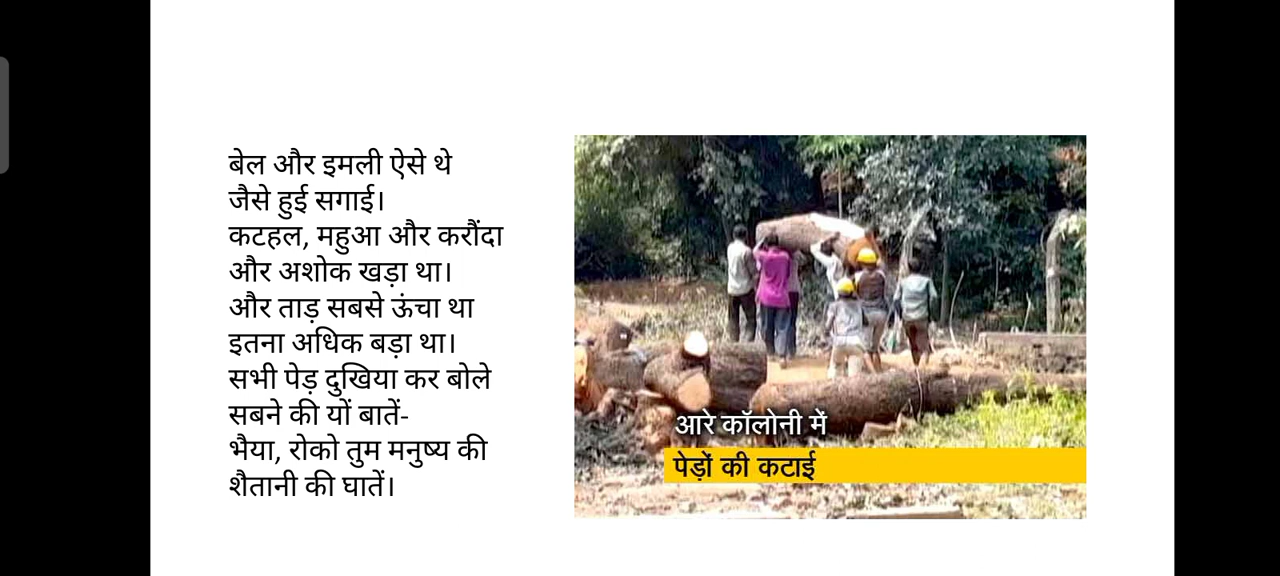 बेल और इमली ऐसे थे
जैसे हुई सगाई।
कटहल, महुआ और करौंदा
और अशोक खड़ा था।
और ताड़ सबसे ऊंचा था
इतना अधिक बड़ा था।
सभी पेड़ दुखिया कर बोले
सबने की यों बातें-
भैया, रोको तुम मनुष्य की
शैतानी की घातें।
आरे कॉलोनी में
पेड़ों की कटाई